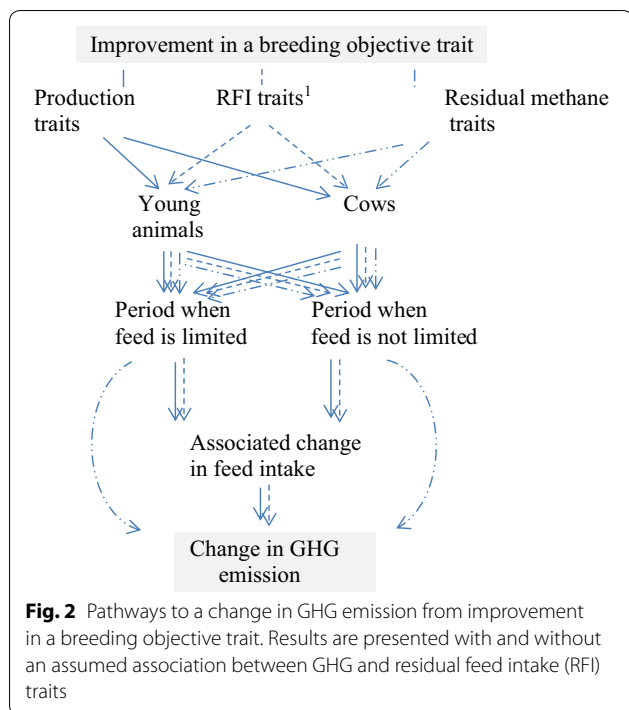 Improvement in a breeding objective trait
Production
traits
RFI traits¹
Residual methane
traits
Young
animals
Cows
Period when
feed is limited
Period when
feed is not limited
Associated change
in feed intake
Change in GHG
emission
Fig. 2 Pathways to a change in GHG emission from improvement
in a breeding objective trait. Results are presented with and without
an assumed association between GHG and residual feed intake (RFI)
traits